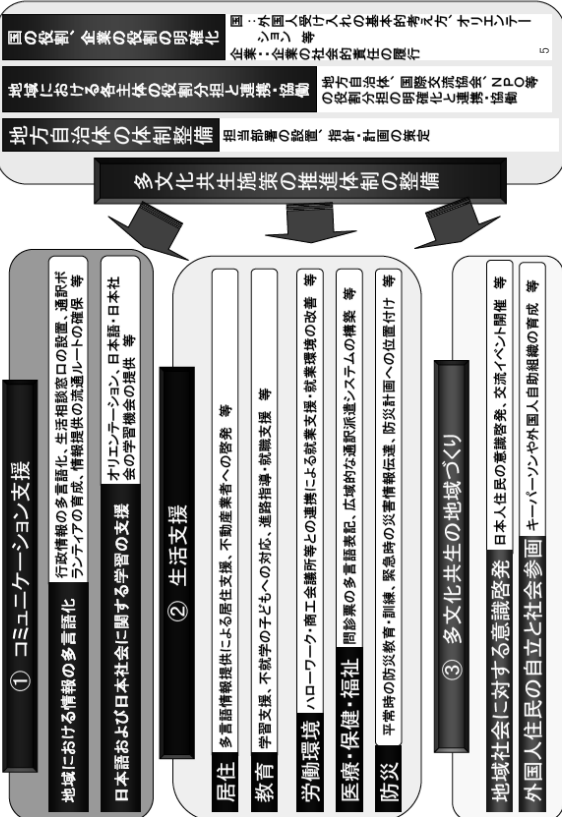 ① コミュニケーション支援
地域における情報の多言語化
行政情報の多言語化、生活相談窓口の設置、通訳ボ
ランティアの育成、情報提供の流通ルートの確保 等
日本語および日本社会に関する学習の支援
オリエンテーション、日本語・日本社
会の学習機会の提供 等
② 生活支援
居住
多言語情報提供による居住支援、不動産業者への啓発 等
教育
学習支援、不就学の子どもへの対応、進路指導・就職支援 等
労働環境
ハローワーク・商工会議所等との連携による就業支援・就業環境の改善 等
医療・保健・福祉
問診票の多言語表記、広域的な通訳派遣システムの構築 等
防災
平常時の防災教育・訓練、緊急時の災害情報伝達、防災計画への位置付け 等
③ 多文化共生の地域づくり
地域社会に対する意識啓発
日本人住民の意識啓発、交流イベント開催 等
外国人住民の自立と社会参画
キーパーソンや外国人自助組織の育成 等
多文化共生施策の推進体制の整備
地方自治体の体制整備
担当部署の設置、指針・計画の策定
地域における各主体の役割分担と連携・協働
地方自治体、国際交流協会、NPO等
の役割分担の明確化と連携・協働
国の役割、企業の役割の明確化
国：外国人受け入れの基本的考え方、オリエンテー
ション 等
企業：企業の社会的責任の履行
5